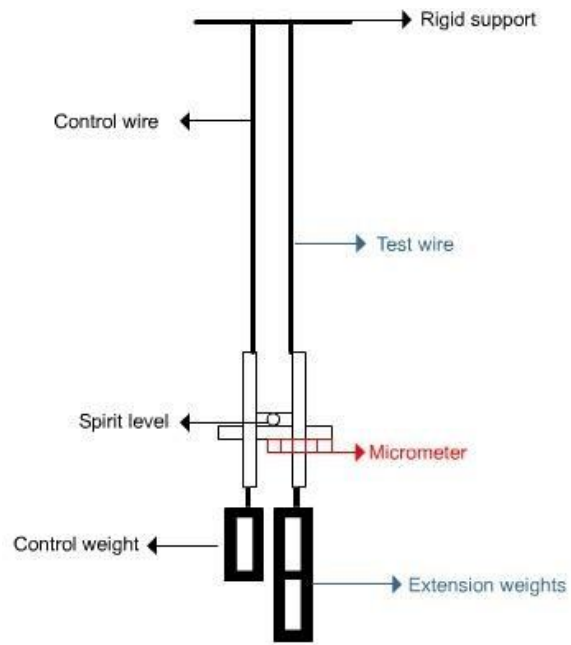 Rigid support
Control wire
Test wire
Spirit level
Micrometer
Control weight
Extension weights